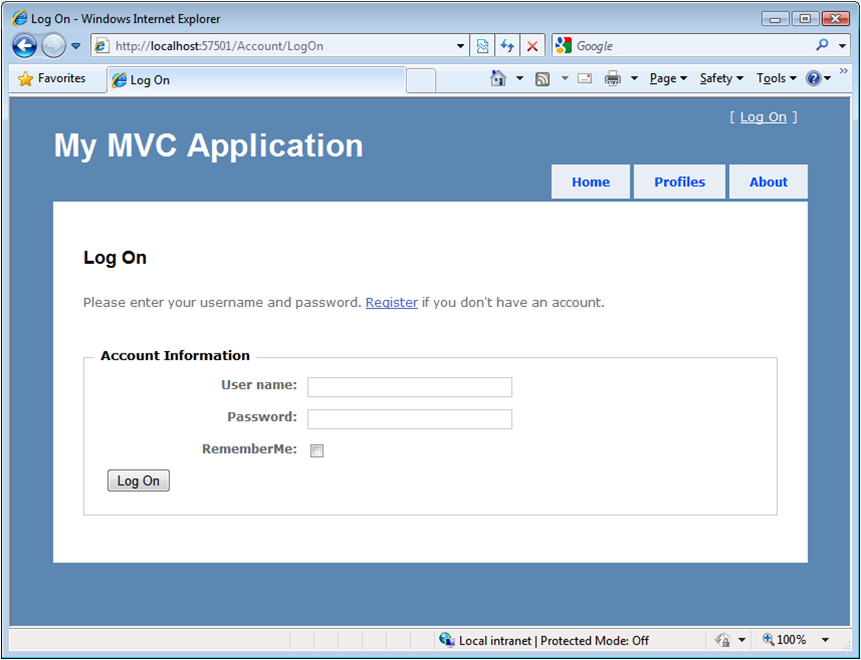 Log On - Windows Internet Explorer
http://localhost:57501/Account/LogOn
Google
Favorites
Log On
Page
Safety
Tools
»
[ Log On ]
My MVC Application
Home
Profiles
About
Log On
Please enter your username and password. Register if you don't have an account.
Account Information
User name:
Password:
RememberMe:
Log On
Local intranet | Protected Mode: Off
100%